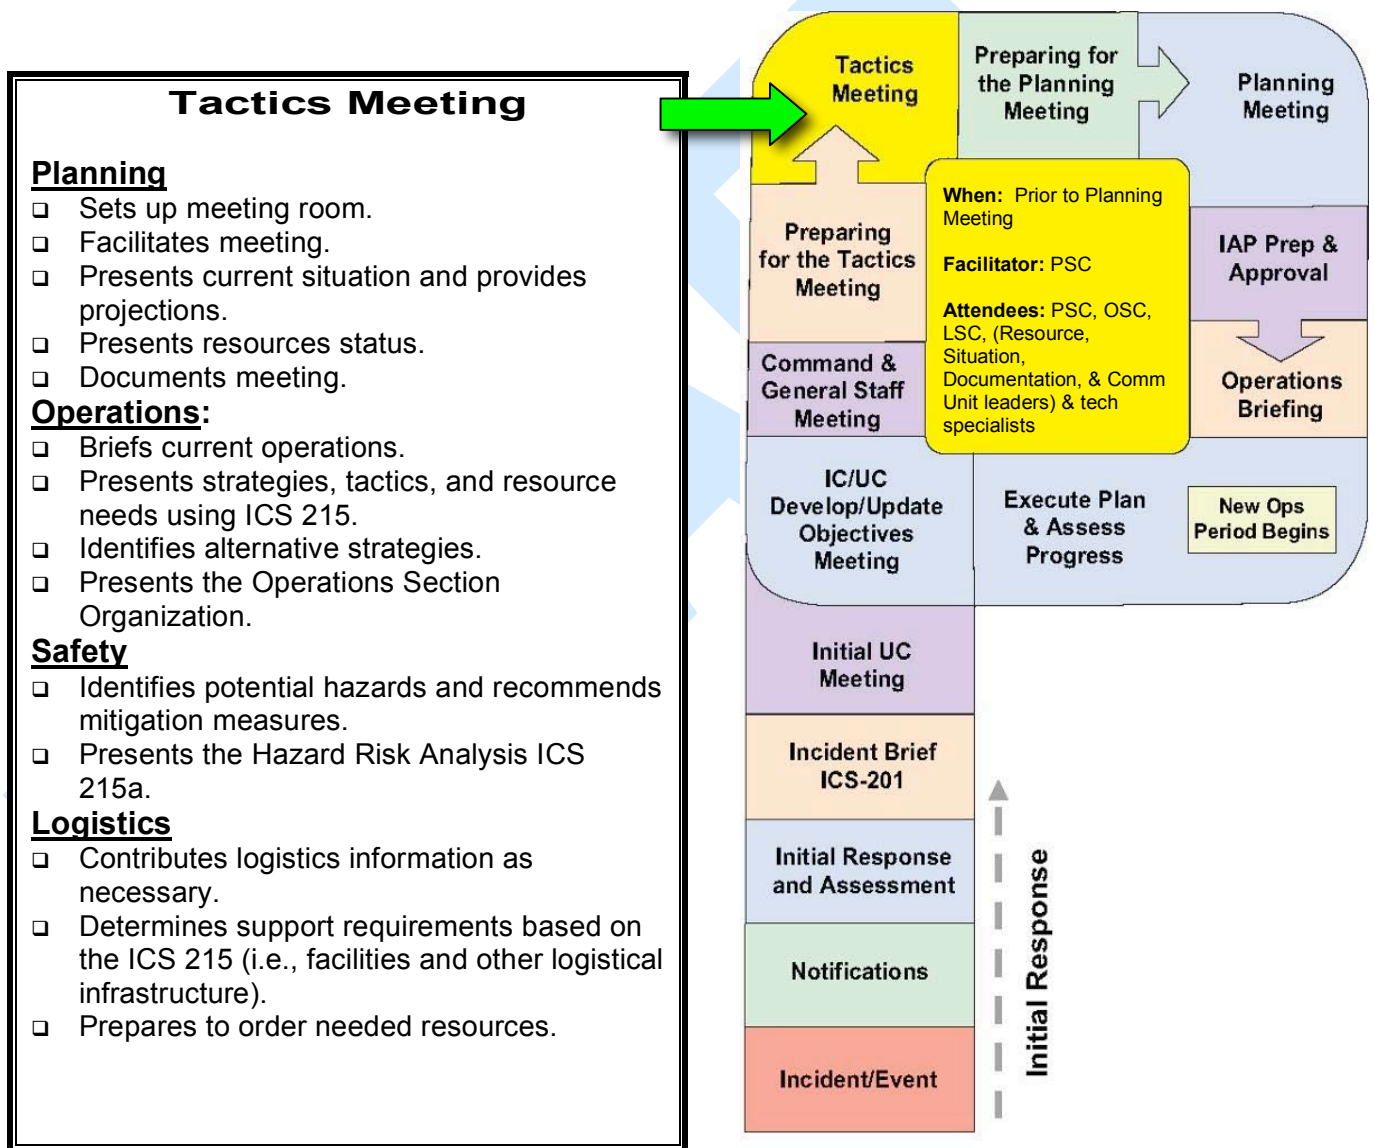 Tactics Meeting
Planning
Sets up meeting room.
Facilitates meeting.
Presents current situation and provides
projections.
Presents resources status.
Documents meeting.
Operations:
Briefs current operations.
Presents strategies, tactics, and resource
needs using ICS 215.
Identifies alternative strategies.
Presents the Operations Section
Organization.
Safety
Identifies potential hazards and recommends
mitigation measures.
Presents the Hazard Risk Analysis ICS
215a.
Logistics
Contributes logistics information as
necessary.
Determines support requirements based on
the ICS 215 (i.e., facilities and other logistical
infrastructure).
Prepares to order needed resources.
Tactics
Meeting
Preparing for
the Planning
Meeting
Planning
Meeting
When: Prior to Planning
Meeting
Facilitator: PSC
Attendees: PSC, OSC,
LSC, (Resource,
Situation,
Documentation, & Comm
Unit leaders) & tech
specialists
Preparing
for the Tactics
Meeting
IAP Prep &
Approval
Command &
General Staff
Meeting
Operations
Briefing
IC/UC
Develop/Update
Objectives
Meeting
Execute Plan
& Assess
Progress
New Ops
Period Begins
Initial UC
Meeting
Incident Brief
ICS-201
Initial Response
and Assessment
Notifications
Incident/Event
Initial Response